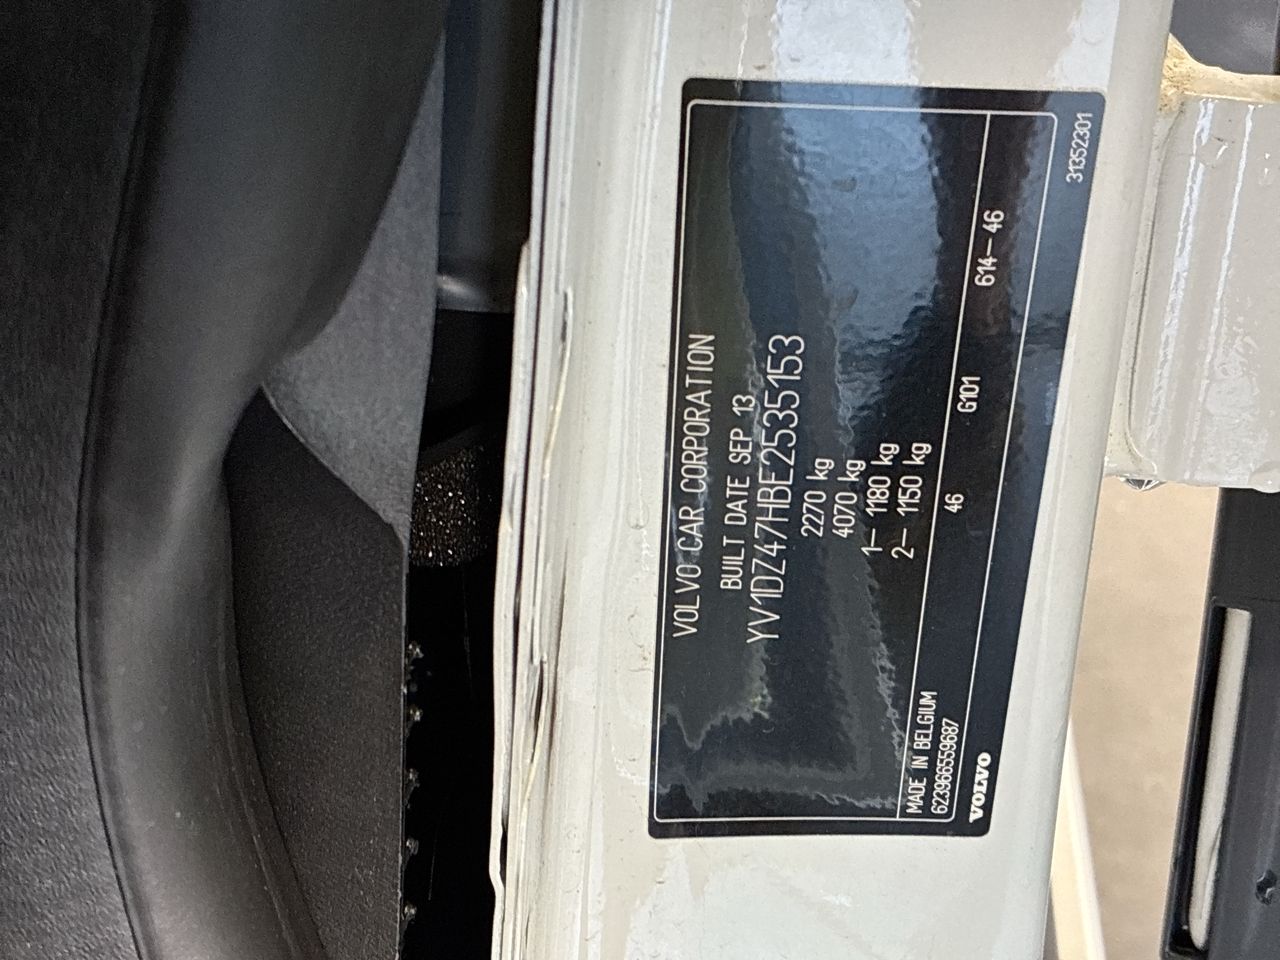 VOLVO CAR CORPORATION
BUILT DATE SEP 13
YV1DZ47HBE2535153
2270 kg
4070 kg
1– 1180 kg
2– 1150 kg
MADE IN BELGIUM
623966559687 46 G101 614–46
VOLVO
31352301